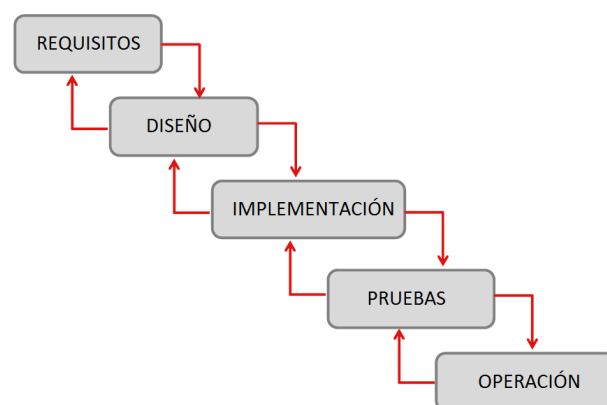 REQUISITOS
DISEÑO
IMPLEMENTACIÓN
PRUEBAS
OPERACIÓN